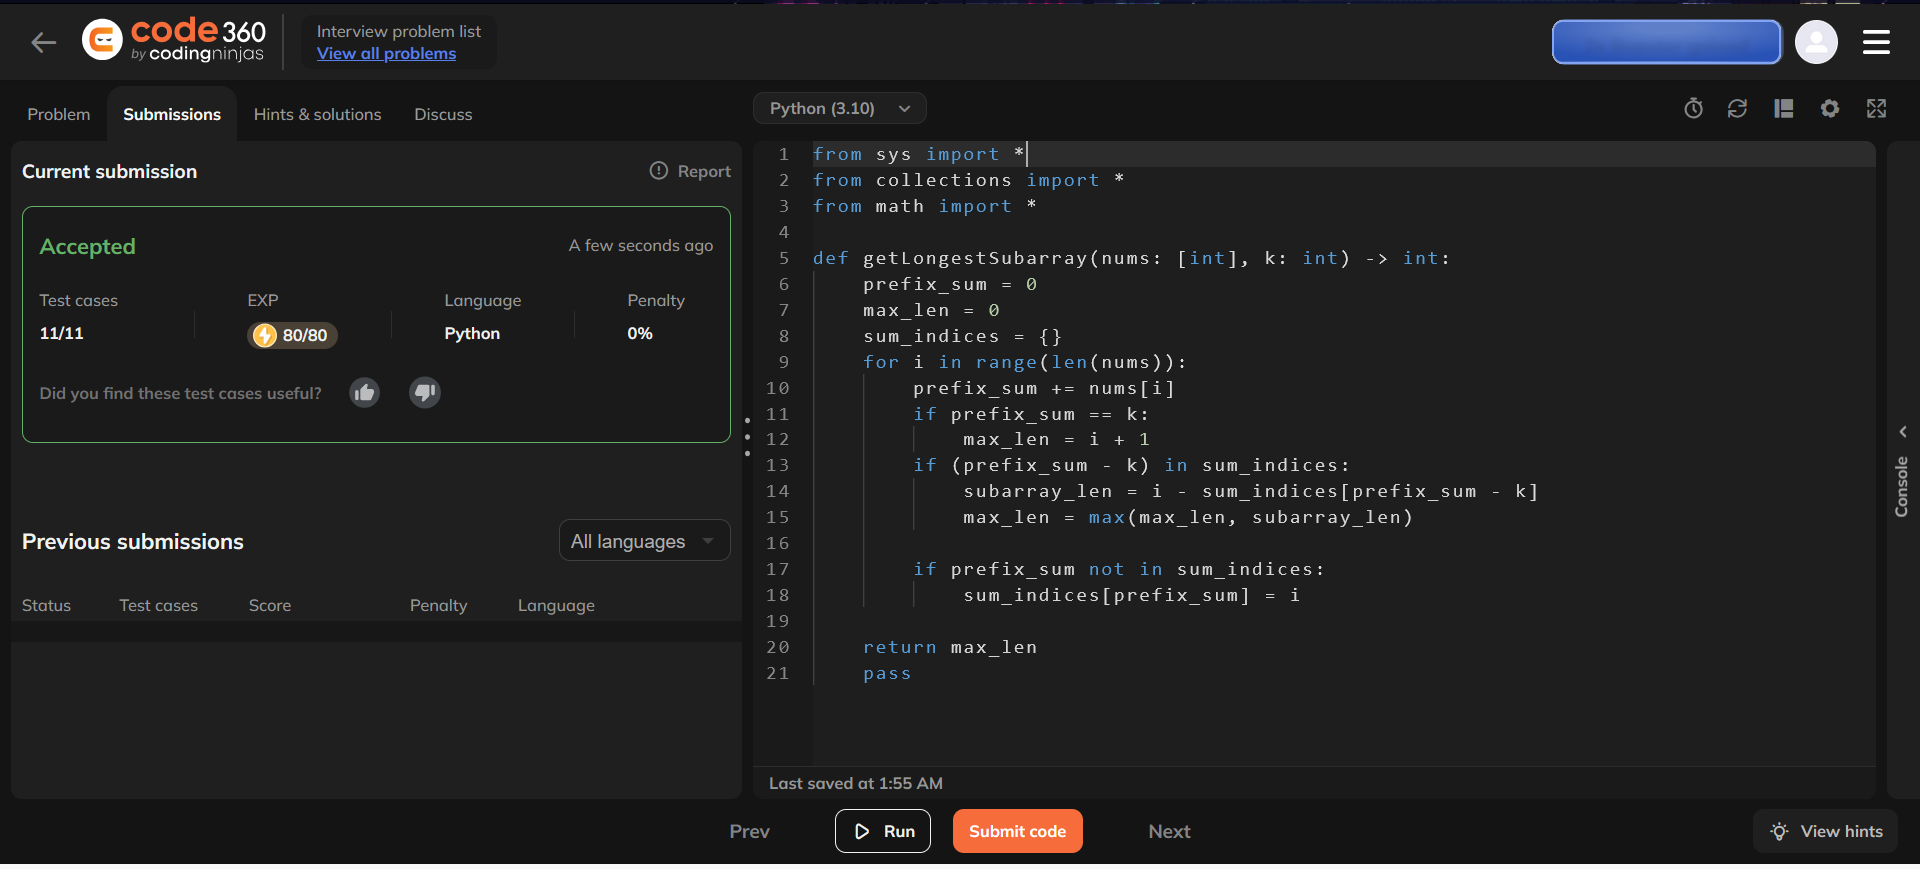 code 360
by codingninjas
Interview problem list
View all problems
Problem
Submissions
Hints & solutions
Discuss
Current submission
Report
Accepted
A few seconds ago
Test cases
EXP
Language
Penalty
11/11
80/80
Python
0%
Did you find these test cases useful?
Previous submissions
All languages
Status
Test cases
Score
Penalty
Language
Python (3.10)
1 from sys import *
2 from collections import *
3 from math import *
4
5 def getLongestSubarray(nums: [int], k: int) -> int:
6     prefix_sum = 0
7     max_len = 0
8     sum_indices = {}
9     for i in range(len(nums)):
10         prefix_sum += nums[i]
11         if prefix_sum == k:
12             max_len = i + 1
13         if (prefix_sum - k) in sum_indices:
14             subarray_len = i - sum_indices[prefix_sum - k]
15             max_len = max(max_len, subarray_len)
16
17         if prefix_sum not in sum_indices:
18             sum_indices[prefix_sum] = i
19
20     return max_len
21     pass
Console
Last saved at 1:55 AM
Prev
Run
Submit code
Next
View hints